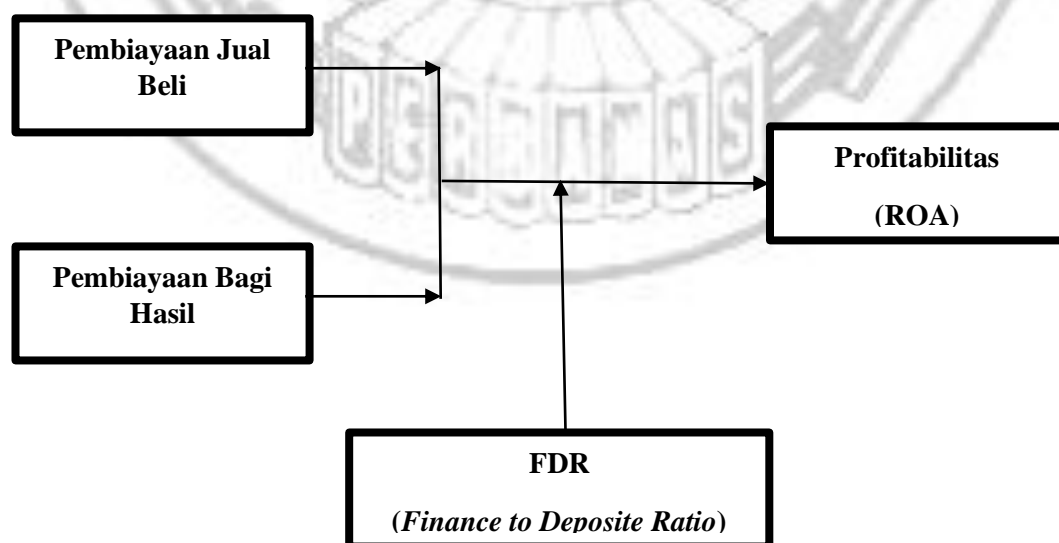 Pembiayaan Jual
Beli
Profitabilitas
(ROA)
Pembiayaan Bagi
Hasil
FDR
(Finance to Deposite Ratio)